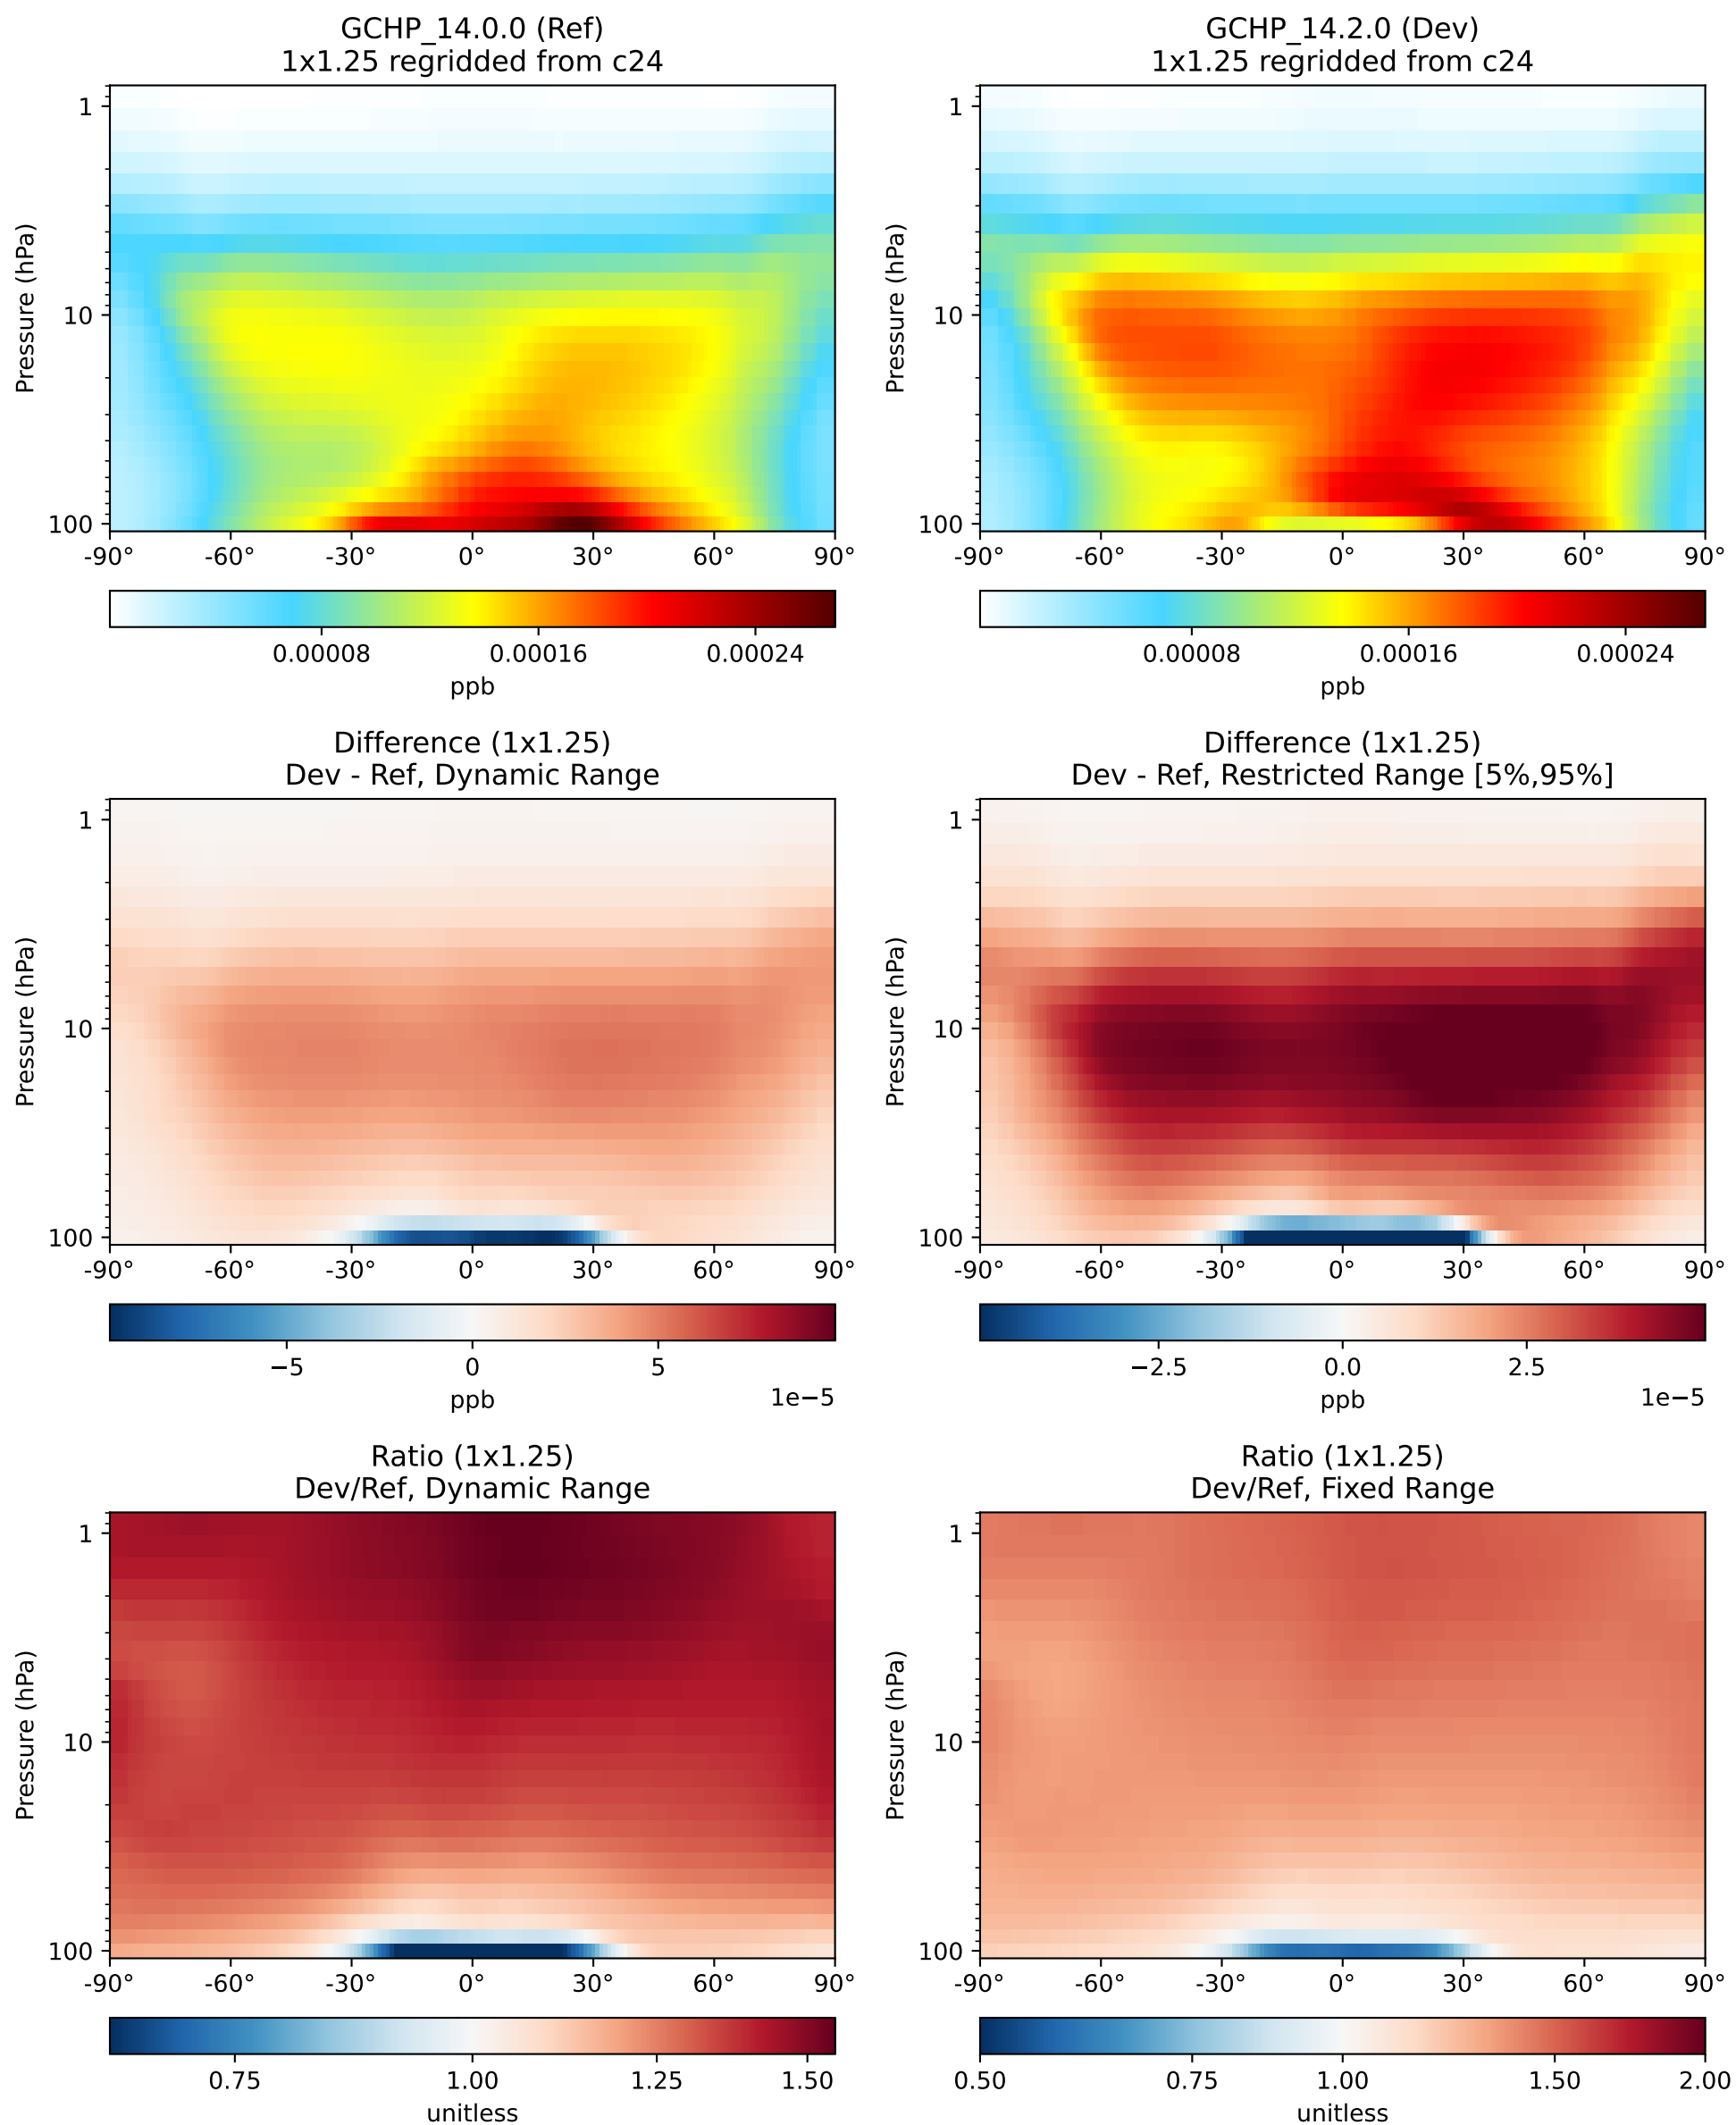 GCHP_14.0.0 (Ref)
1x1.25 regridded from c24
Pressure (hPa)
1
10
100
-90° -60° -30° 0° 30° 60° 90°
0.00008 0.00016 0.00024
ppb
GCHP_14.2.0 (Dev)
1x1.25 regridded from c24
Pressure (hPa)
1
10
100
-90° -60° -30° 0° 30° 60° 90°
0.00008 0.00016 0.00024
ppb
Difference (1x1.25)
Dev - Ref, Dynamic Range
Pressure (hPa)
1
10
100
-90° -60° -30° 0° 30° 60° 90°
−5 0 5
ppb
1e−5
Difference (1x1.25)
Dev - Ref, Restricted Range [5%,95%]
Pressure (hPa)
1
10
100
-90° -60° -30° 0° 30° 60° 90°
−2.5 0.0 2.5
ppb
1e−5
Ratio (1x1.25)
Dev/Ref, Dynamic Range
Pressure (hPa)
1
10
100
-90° -60° -30° 0° 30° 60° 90°
0.75 1.00 1.25 1.50
unitless
Ratio (1x1.25)
Dev/Ref, Fixed Range
Pressure (hPa)
1
10
100
-90° -60° -30° 0° 30° 60° 90°
0.50 0.75 1.00 1.50 2.00
unitless